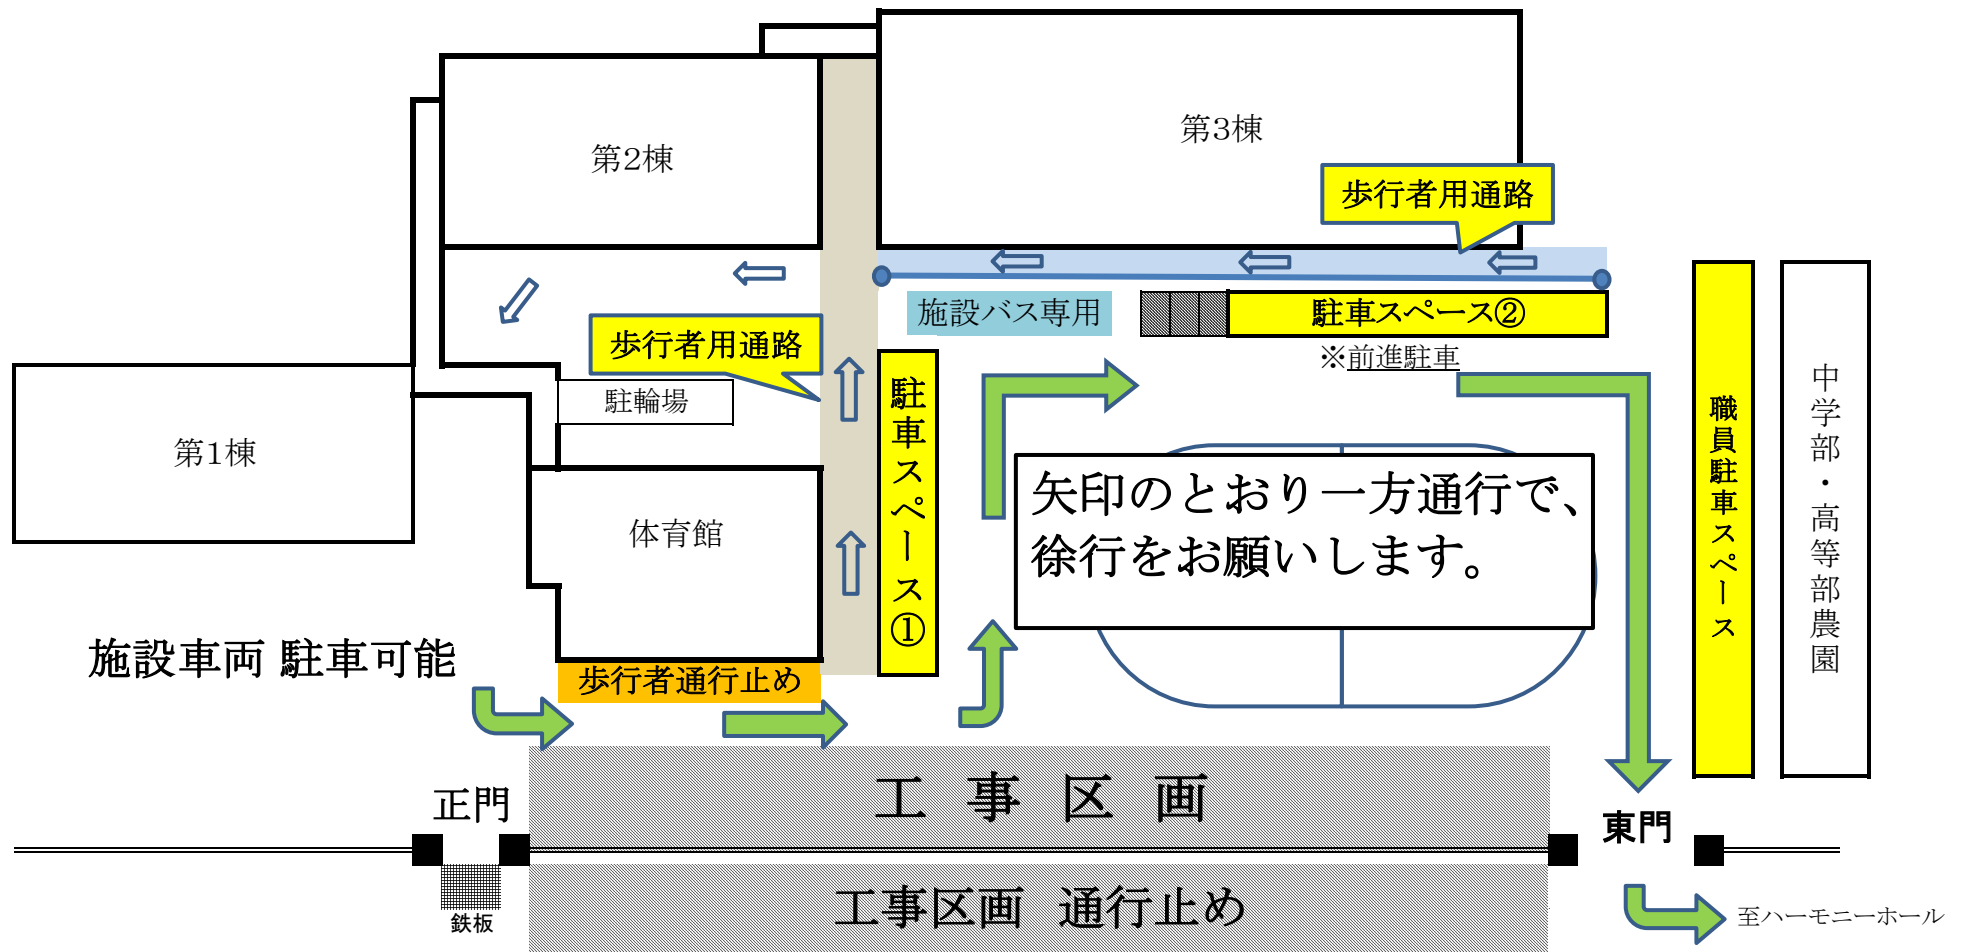 第3棟
第2棟
歩行者用通路
施設バス専用
駐車スペース②
歩行者用通路
※前進駐車
駐輪場
駐車スペース①
職員駐車スペース
中学部・高等部農園
第1棟
体育館
矢印のとおり一方通行で、
徐行をお願いします。
施設車両 駐車可能
歩行者通行止め
工 事 区 画
正門
東門
工事区画 通行止め
鉄板
至ハーモニーホール